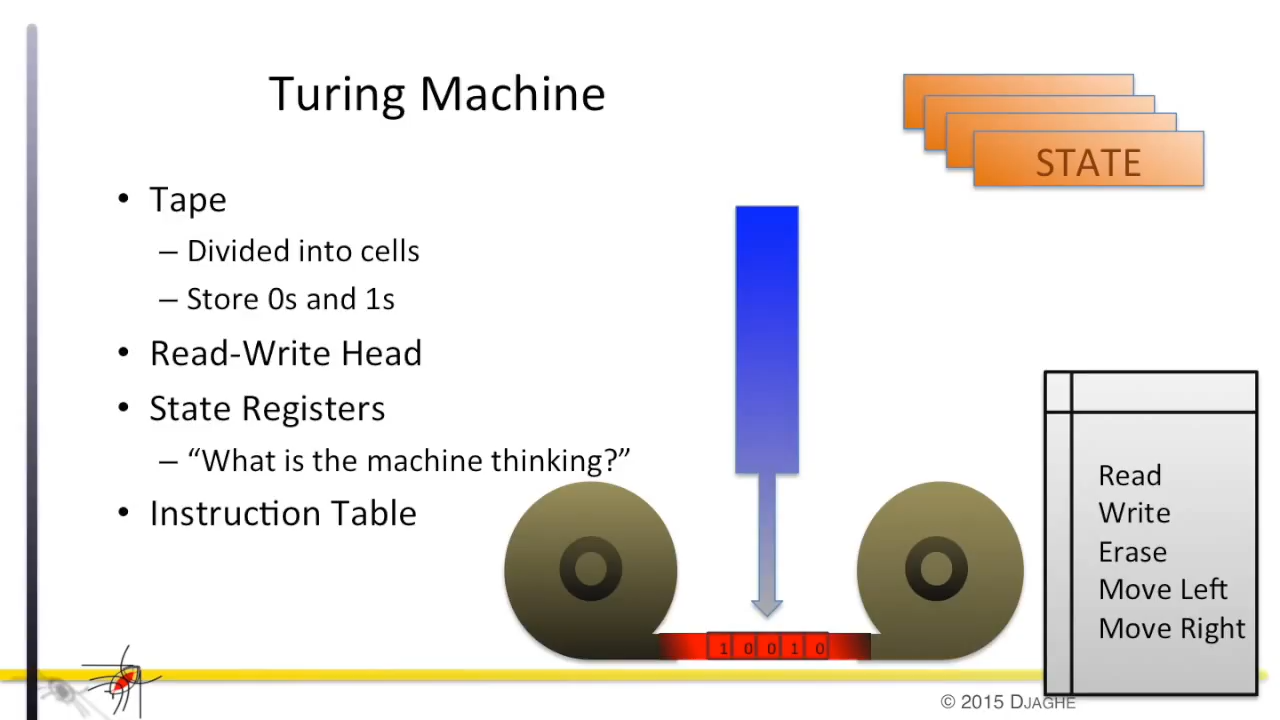 Turing Machine
STATE
• Tape
– Divided into cells
– Store 0s and 1s
• Read-Write Head
• State Registers
– “What is the machine thinking?”
• Instruction Table
1 0 0 1 0
Read
Write
Erase
Move Left
Move Right
© 2015 DJAGHE